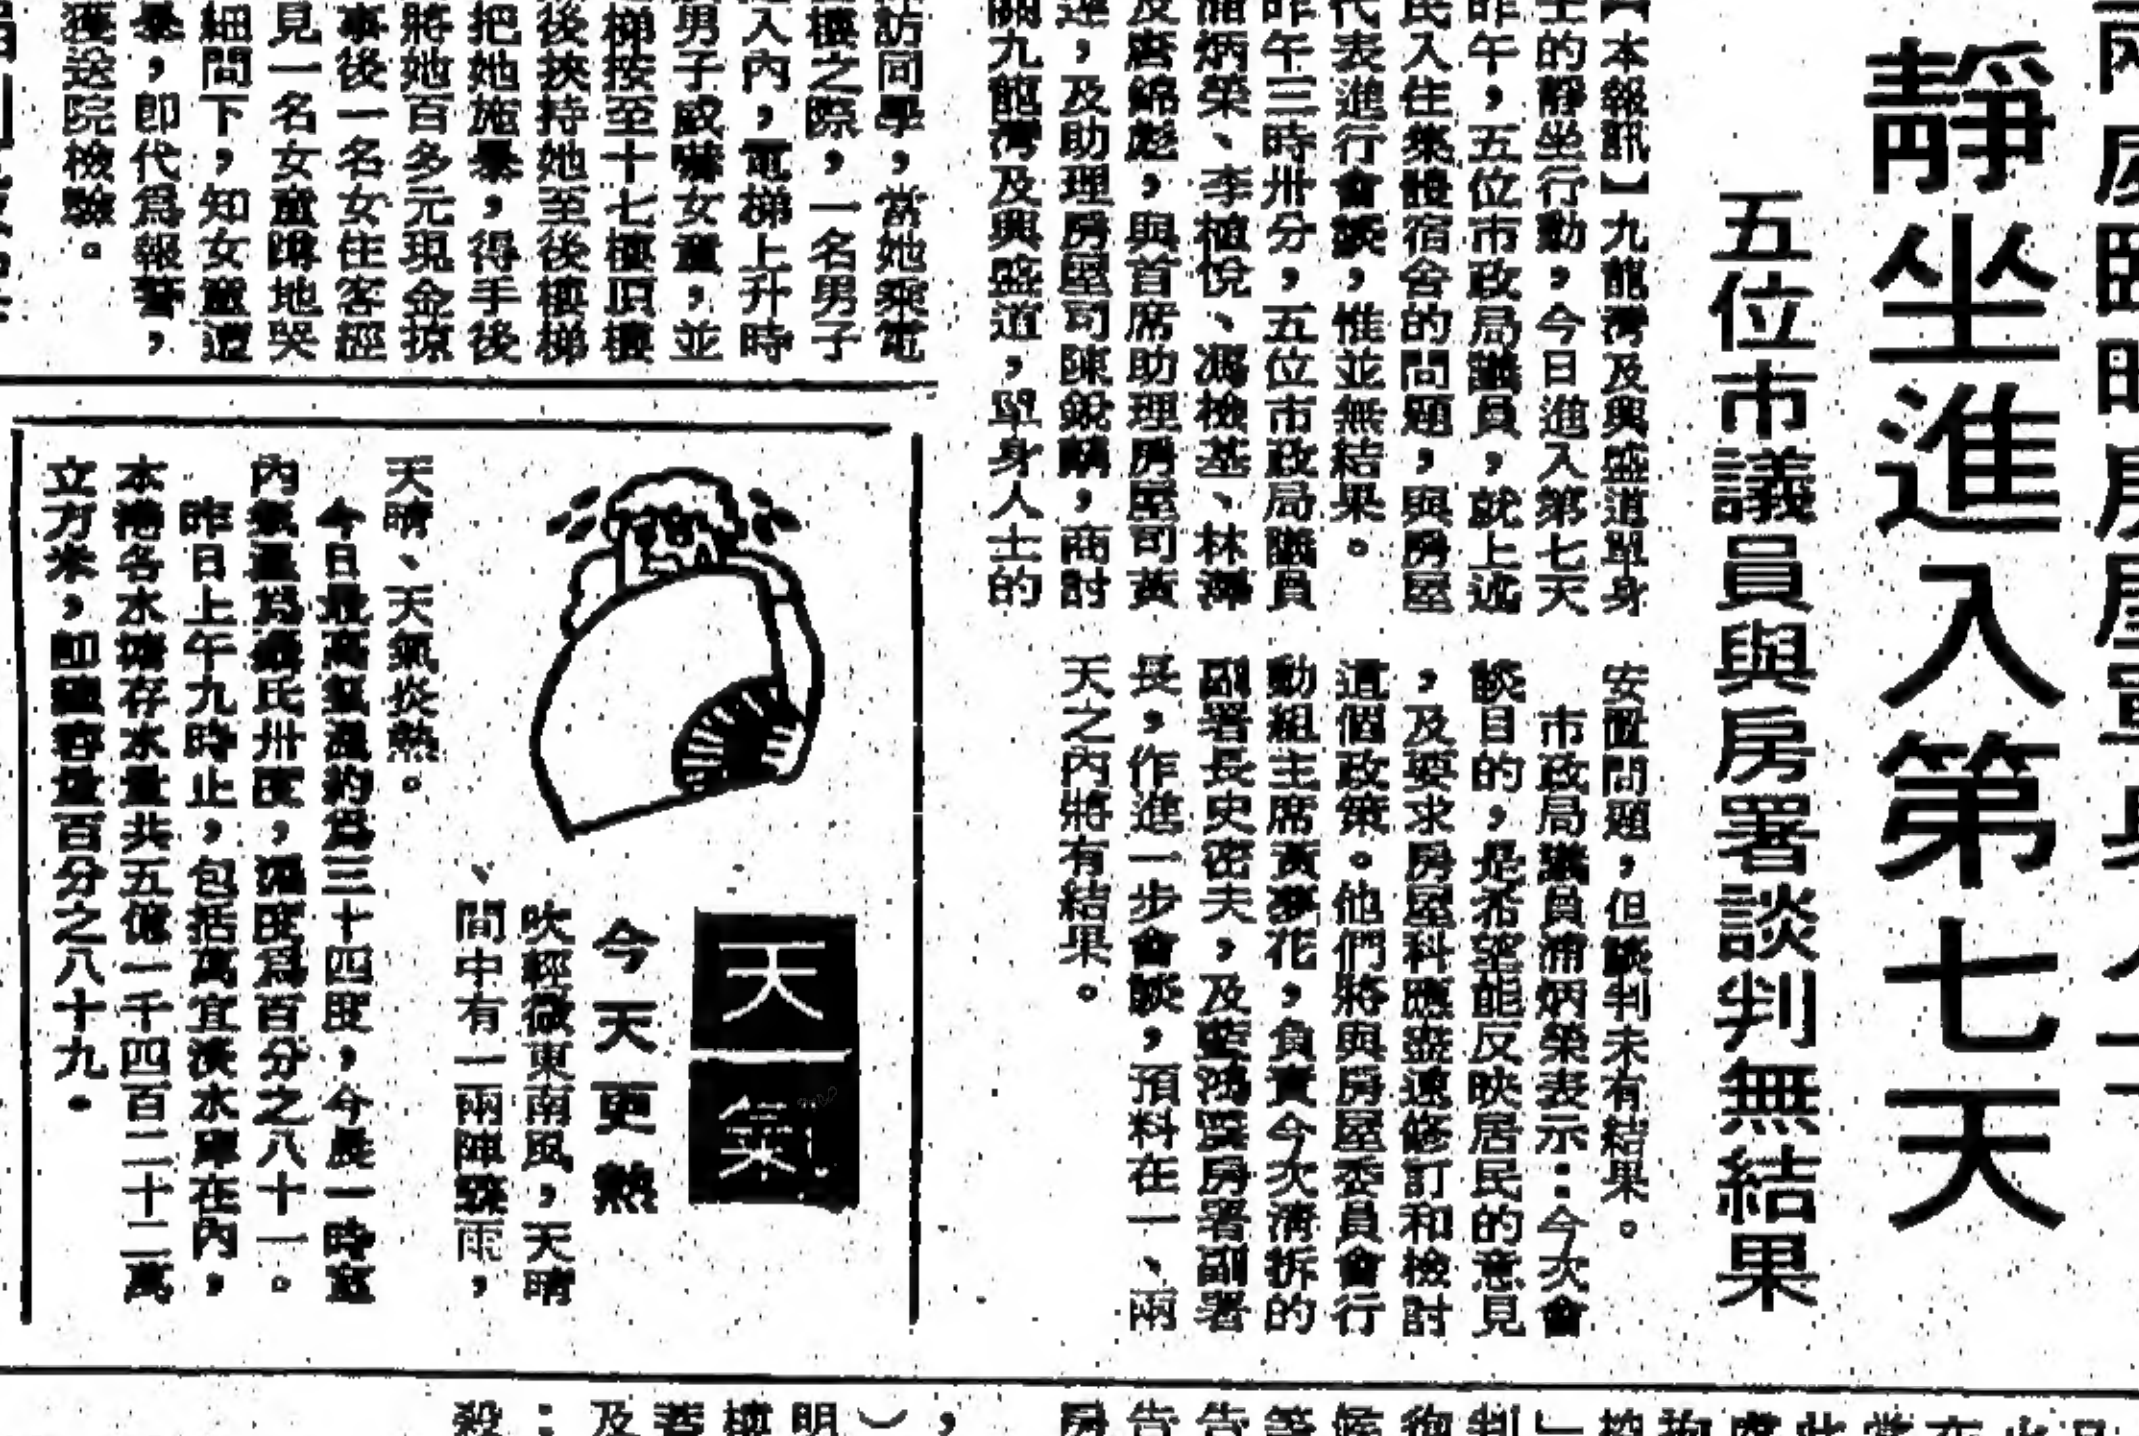 靜坐進入第七天
五位市議員與房署談判無結果
【本報訊】九龍灣及興盛道單身
士的靜坐行動，今日進入第七天
昨午，五位市政局議員，就上述
民入住集體宿舍的問題，與房屋
代表進行會談，惟並無結果。
昨午三時卅分，五位市政局議員
浦炳榮、李植悅、馮檢基、林
及唐錦彪，與首席助理房屋司黃
達，及助理房屋司陳銳麟，商討
關九龍灣及興盛道，單身人士的
安置問題，但談判未有結果。
市政局議員浦炳榮表示：今次會
談目的，是希望能反映居民的意見
，及要求房屋科應盡速修訂和檢討
這個政策。他們將與房屋委員會行
動組主席黃夢花，負責今次清拆的
副署長史密夫，及藍鴻震房署副署
長，作進一步會談，預料在一、兩
天之內將有結果。
訪同學，當她乘電
樓之際，一名男子
入內，電梯上升時
男子威嚇女童，並
梯按至十七樓頂樓
後挾持她至後樓梯
把她施暴，得手後
將她百多元現金掠
事後一名女住客經
見一名女童蹲地哭
細問下，知女童遭
暴，即代為報警，
獲送院檢驗。
天氣
今天更熱
吹輕微東南風，天晴
間中有一兩陣驟雨，
天晴、天氣炎熱。
今日最高氣溫約為三十四度，今晨一時室
內氣溫為攝氏卅度，濕度為百分之八十一。
昨日上午九時止，包括萬宜淡水庫在內，
本港各水塘存水量共五億一千四百二十二萬
立方米，即總容量百分之八十九。